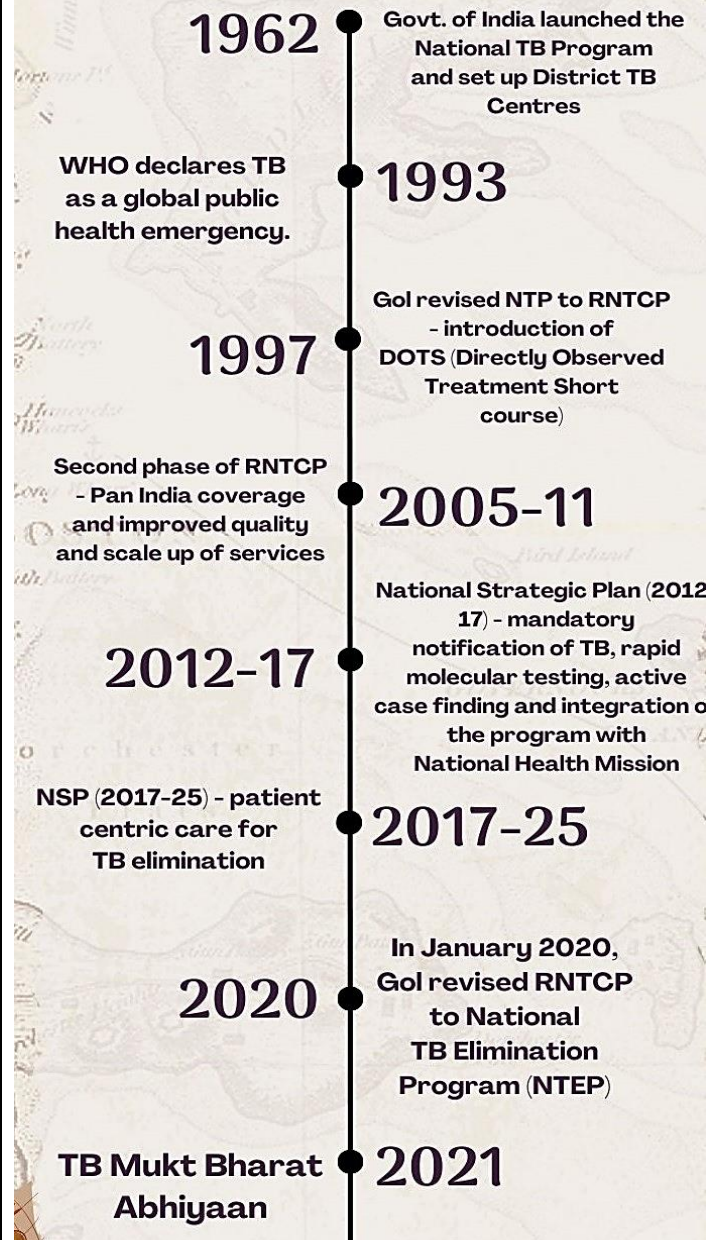 1962
Govt. of India launched the
National TB Program
and set up District TB
Centres
WHO declares TB
as a global public
health emergency.
1993
1997
GoI revised NTP to RNTCP
- introduction of
DOTS (Directly Observed
Treatment Short
course)
Second phase of RNTCP
- Pan India coverage
and improved quality
and scale up of services
2005-11
2012-17
National Strategic Plan (2012
17) - mandatory
notification of TB, rapid
molecular testing, active
case finding and integration o
the program with
National Health Mission
NSP (2017-25) - patient
centric care for
TB elimination
2017-25
2020
In January 2020,
GoI revised RNTCP
to National
TB Elimination
Program (NTEP)
TB Mukt Bharat
Abhiyaan
2021